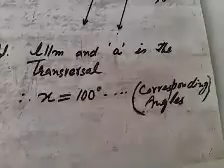 l||m and 'a' is the
Transversal
∴ x = 100° ---- (Corresponding Angles)